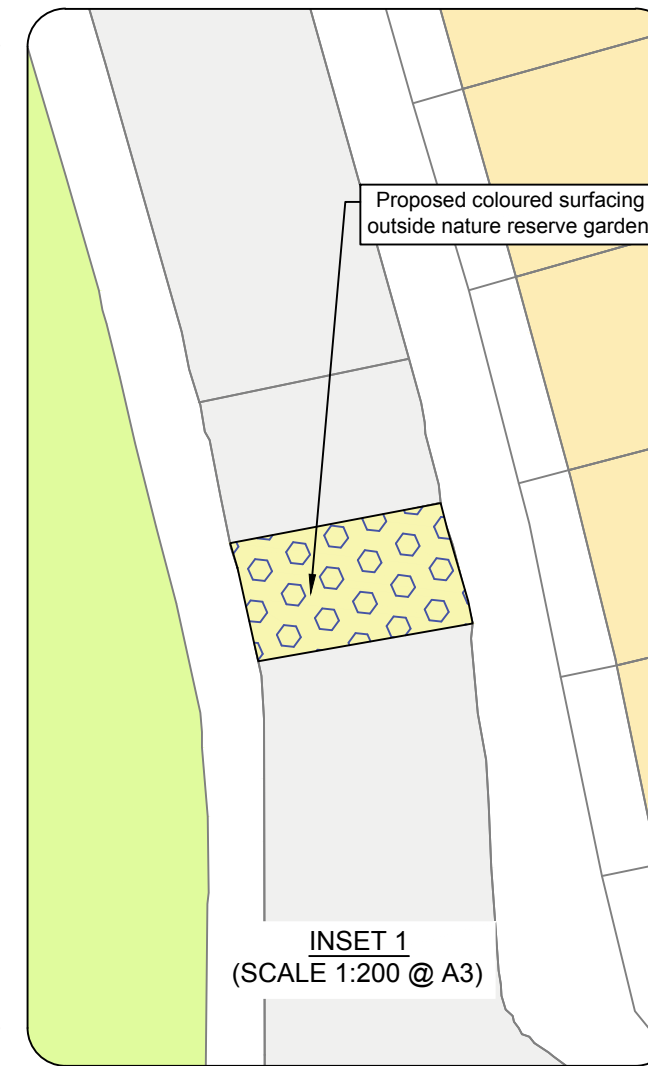 Proposed coloured surfacing
outside nature reserve garden
INSET 1
(SCALE 1:200 @ A3)